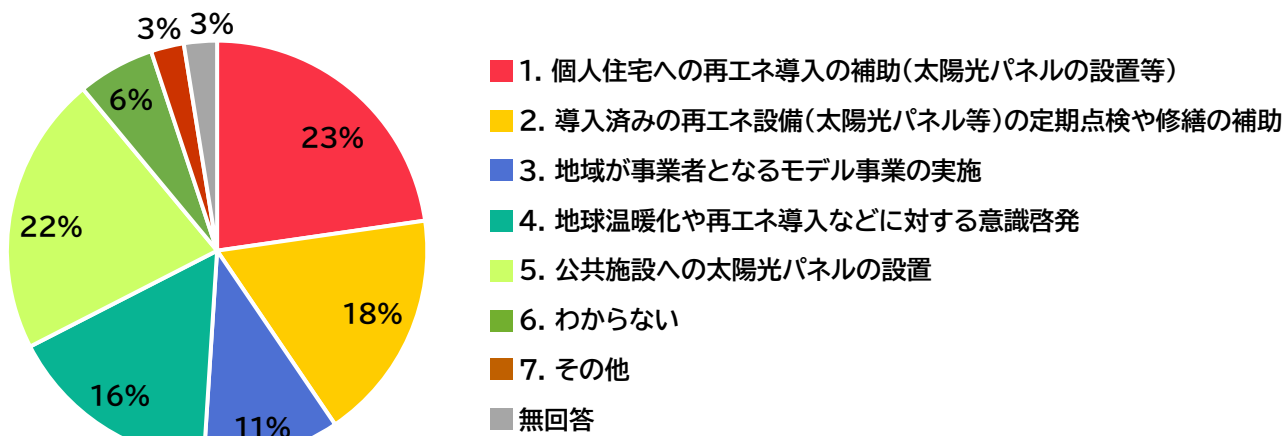 3%
3%
6%
23%
22%
18%
16%
11%
1. 個人住宅への再エネ導入の補助（太陽光パネルの設置等）
2. 導入済みの再エネ設備（太陽光パネル等）の定期点検や修繕の補助
3. 地域が事業者となるモデル事業の実施
4. 地球温暖化や再エネ導入などに対する意識啓発
5. 公共施設への太陽光パネルの設置
6. わからない
7. その他
無回答